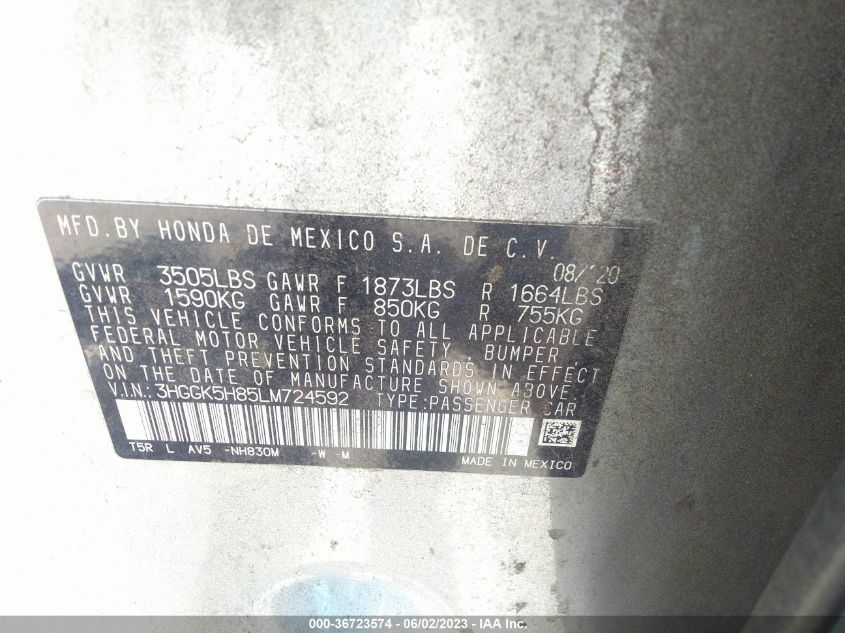 MFD.BY HONDA DE MEXICO S.A. DE C.V.
08/'20
GVWR 3505LBS GAWR F 1873LBS R 1664LBS
GVWR 1590KG GAWR F 850KG R 755KG
THIS VEHICLE CONFORMS TO ALL APPLICABLE
FEDERAL MOTOR VEHICLE SAFETY, BUMPER,
AND THEFT PREVENTION STANDARDS IN EFFECT
ON THE DATE OF MANUFACTURE SHOWN ABOVE.
V.I.N.: 3HGGK5H85LM724592 TYPE:PASSENGER CAR
T5R L AV5 -NH830M -W -M
MADE IN MEXICO
000-36723574 - 06/02/2023 - IAA Inc.